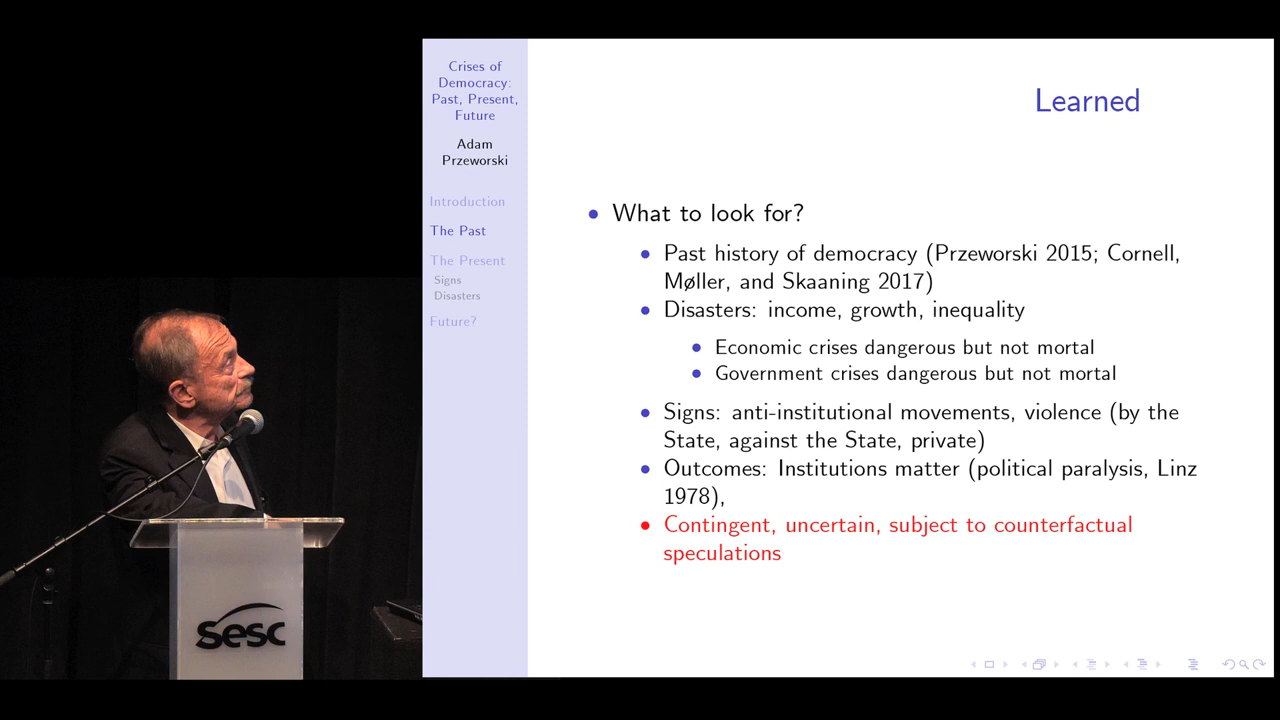 Crises of
Democracy:
Past, Present,
Future
Adam
Przeworski
Introduction
The Past
The Present
Signs
Disasters
Future?
Learned
What to look for?
Past history of democracy (Przeworski 2015; Cornell,
Møller, and Skaaning 2017)
Disasters: income, growth, inequality
Economic crises dangerous but not mortal
Government crises dangerous but not mortal
Signs: anti-institutional movements, violence (by the
State, against the State, private)
Outcomes: Institutions matter (political paralysis, Linz
1978),
Contingent, uncertain, subject to counterfactual
speculations
sesc